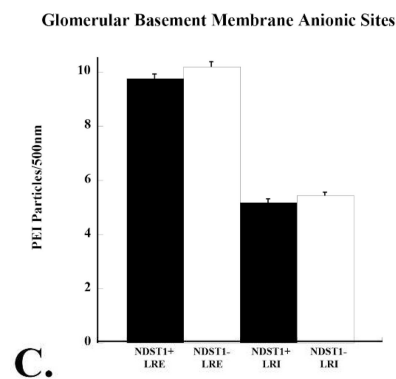 Glomerular Basement Membrane Anionic Sites
PEI Particles/500nm
10
8
6
4
2
0
NDST1+ NDST1- NDST1+ NDST1-
LRE LRE LRI LRI
C.